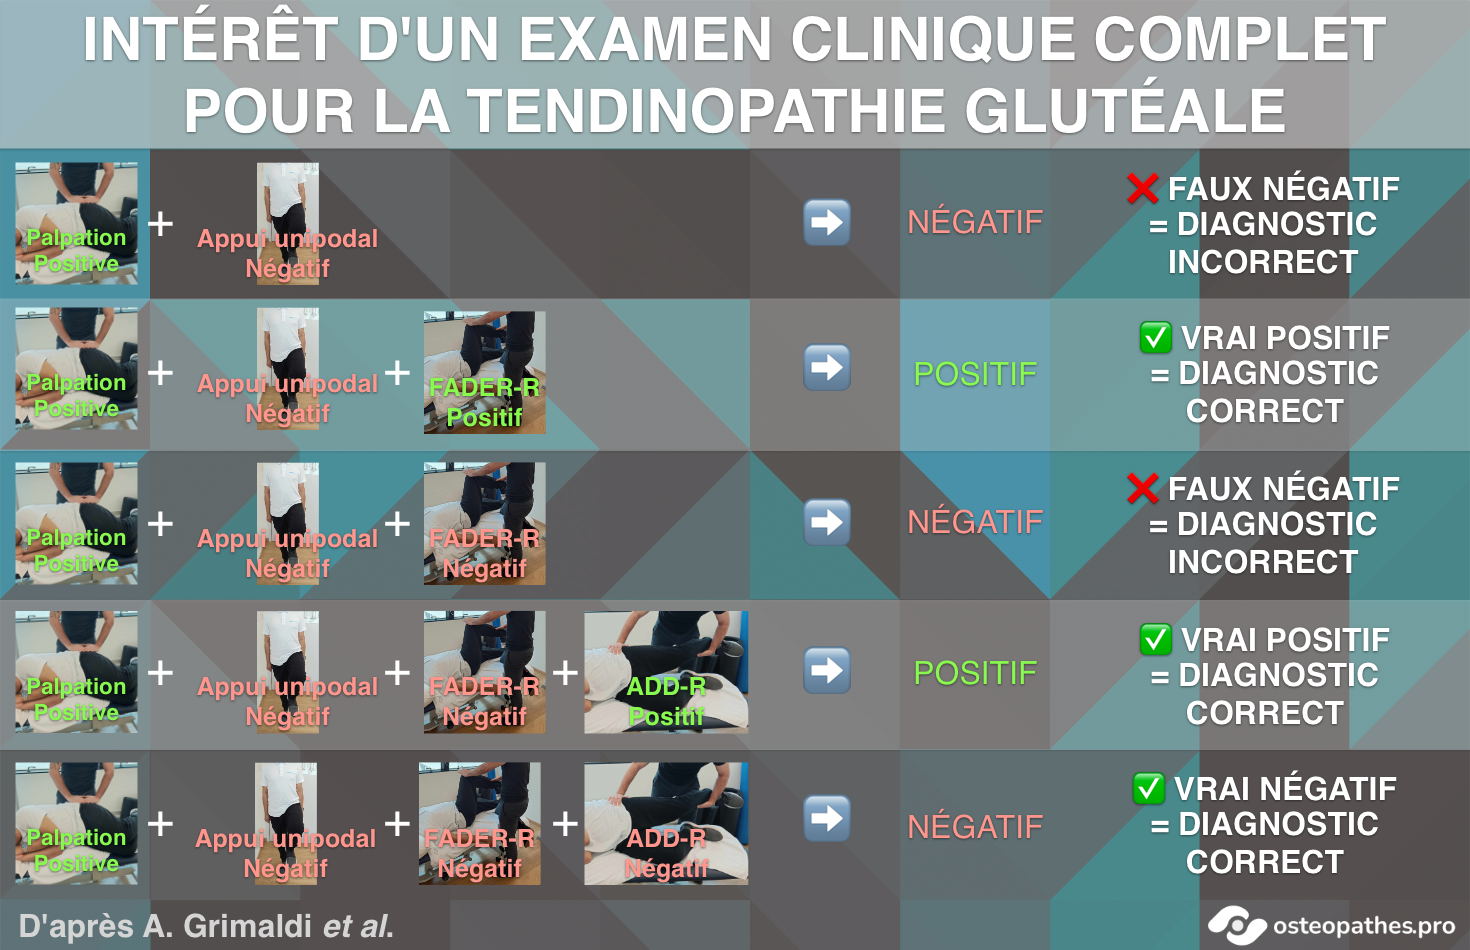 INTÉRÊT D'UN EXAMEN CLINIQUE COMPLET
POUR LA TENDINOPATHIE GLUTÉALE
Palpation
Positive
+
Appui unipodal
Négatif
NÉGATIF
❌ FAUX NÉGATIF
= DIAGNOSTIC
INCORRECT
Palpation
Positive
+
Appui unipodal
Négatif
+
FADER-R
Positif
POSITIF
✅ VRAI POSITIF
= DIAGNOSTIC
CORRECT
Palpation
Positive
+
Appui unipodal
Négatif
+
FADER-R
Négatif
NÉGATIF
❌ FAUX NÉGATIF
= DIAGNOSTIC
INCORRECT
Palpation
Positive
+
Appui unipodal
Négatif
+
FADER-R
Négatif
+
ADD-R
Positif
POSITIF
✅ VRAI POSITIF
= DIAGNOSTIC
CORRECT
Palpation
Positive
+
Appui unipodal
Négatif
+
FADER-R
Négatif
+
ADD-R
Négatif
NÉGATIF
✅ VRAI NÉGATIF
= DIAGNOSTIC
CORRECT
D'après A. Grimaldi et al.
osteopathes.pro